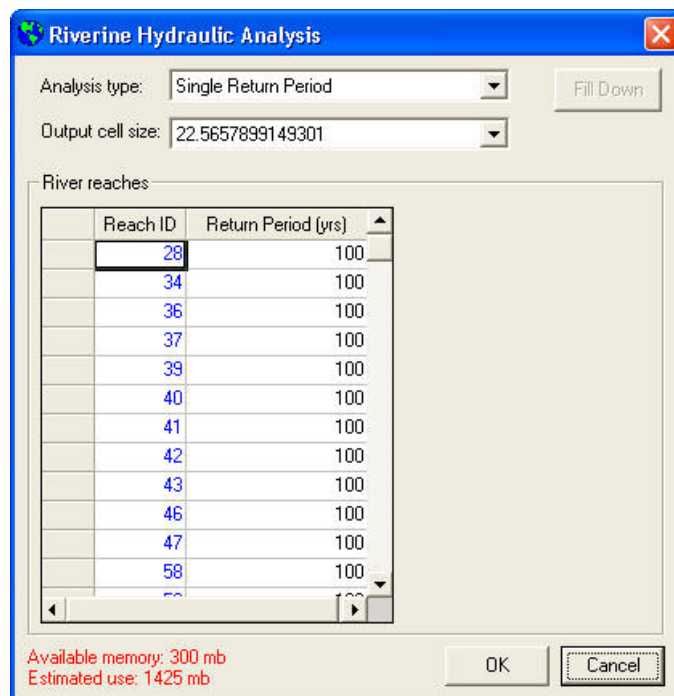 Riverine Hydraulic Analysis
Analysis type: Single Return Period Fill Down
Output cell size: 22.5657899149301
River reaches
Reach ID Return Period (yrs)
28 100
34 100
36 100
37 100
39 100
40 100
41 100
42 100
43 100
46 100
47 100
58 100
Available memory: 300 mb
Estimated use: 1425 mb
OK Cancel